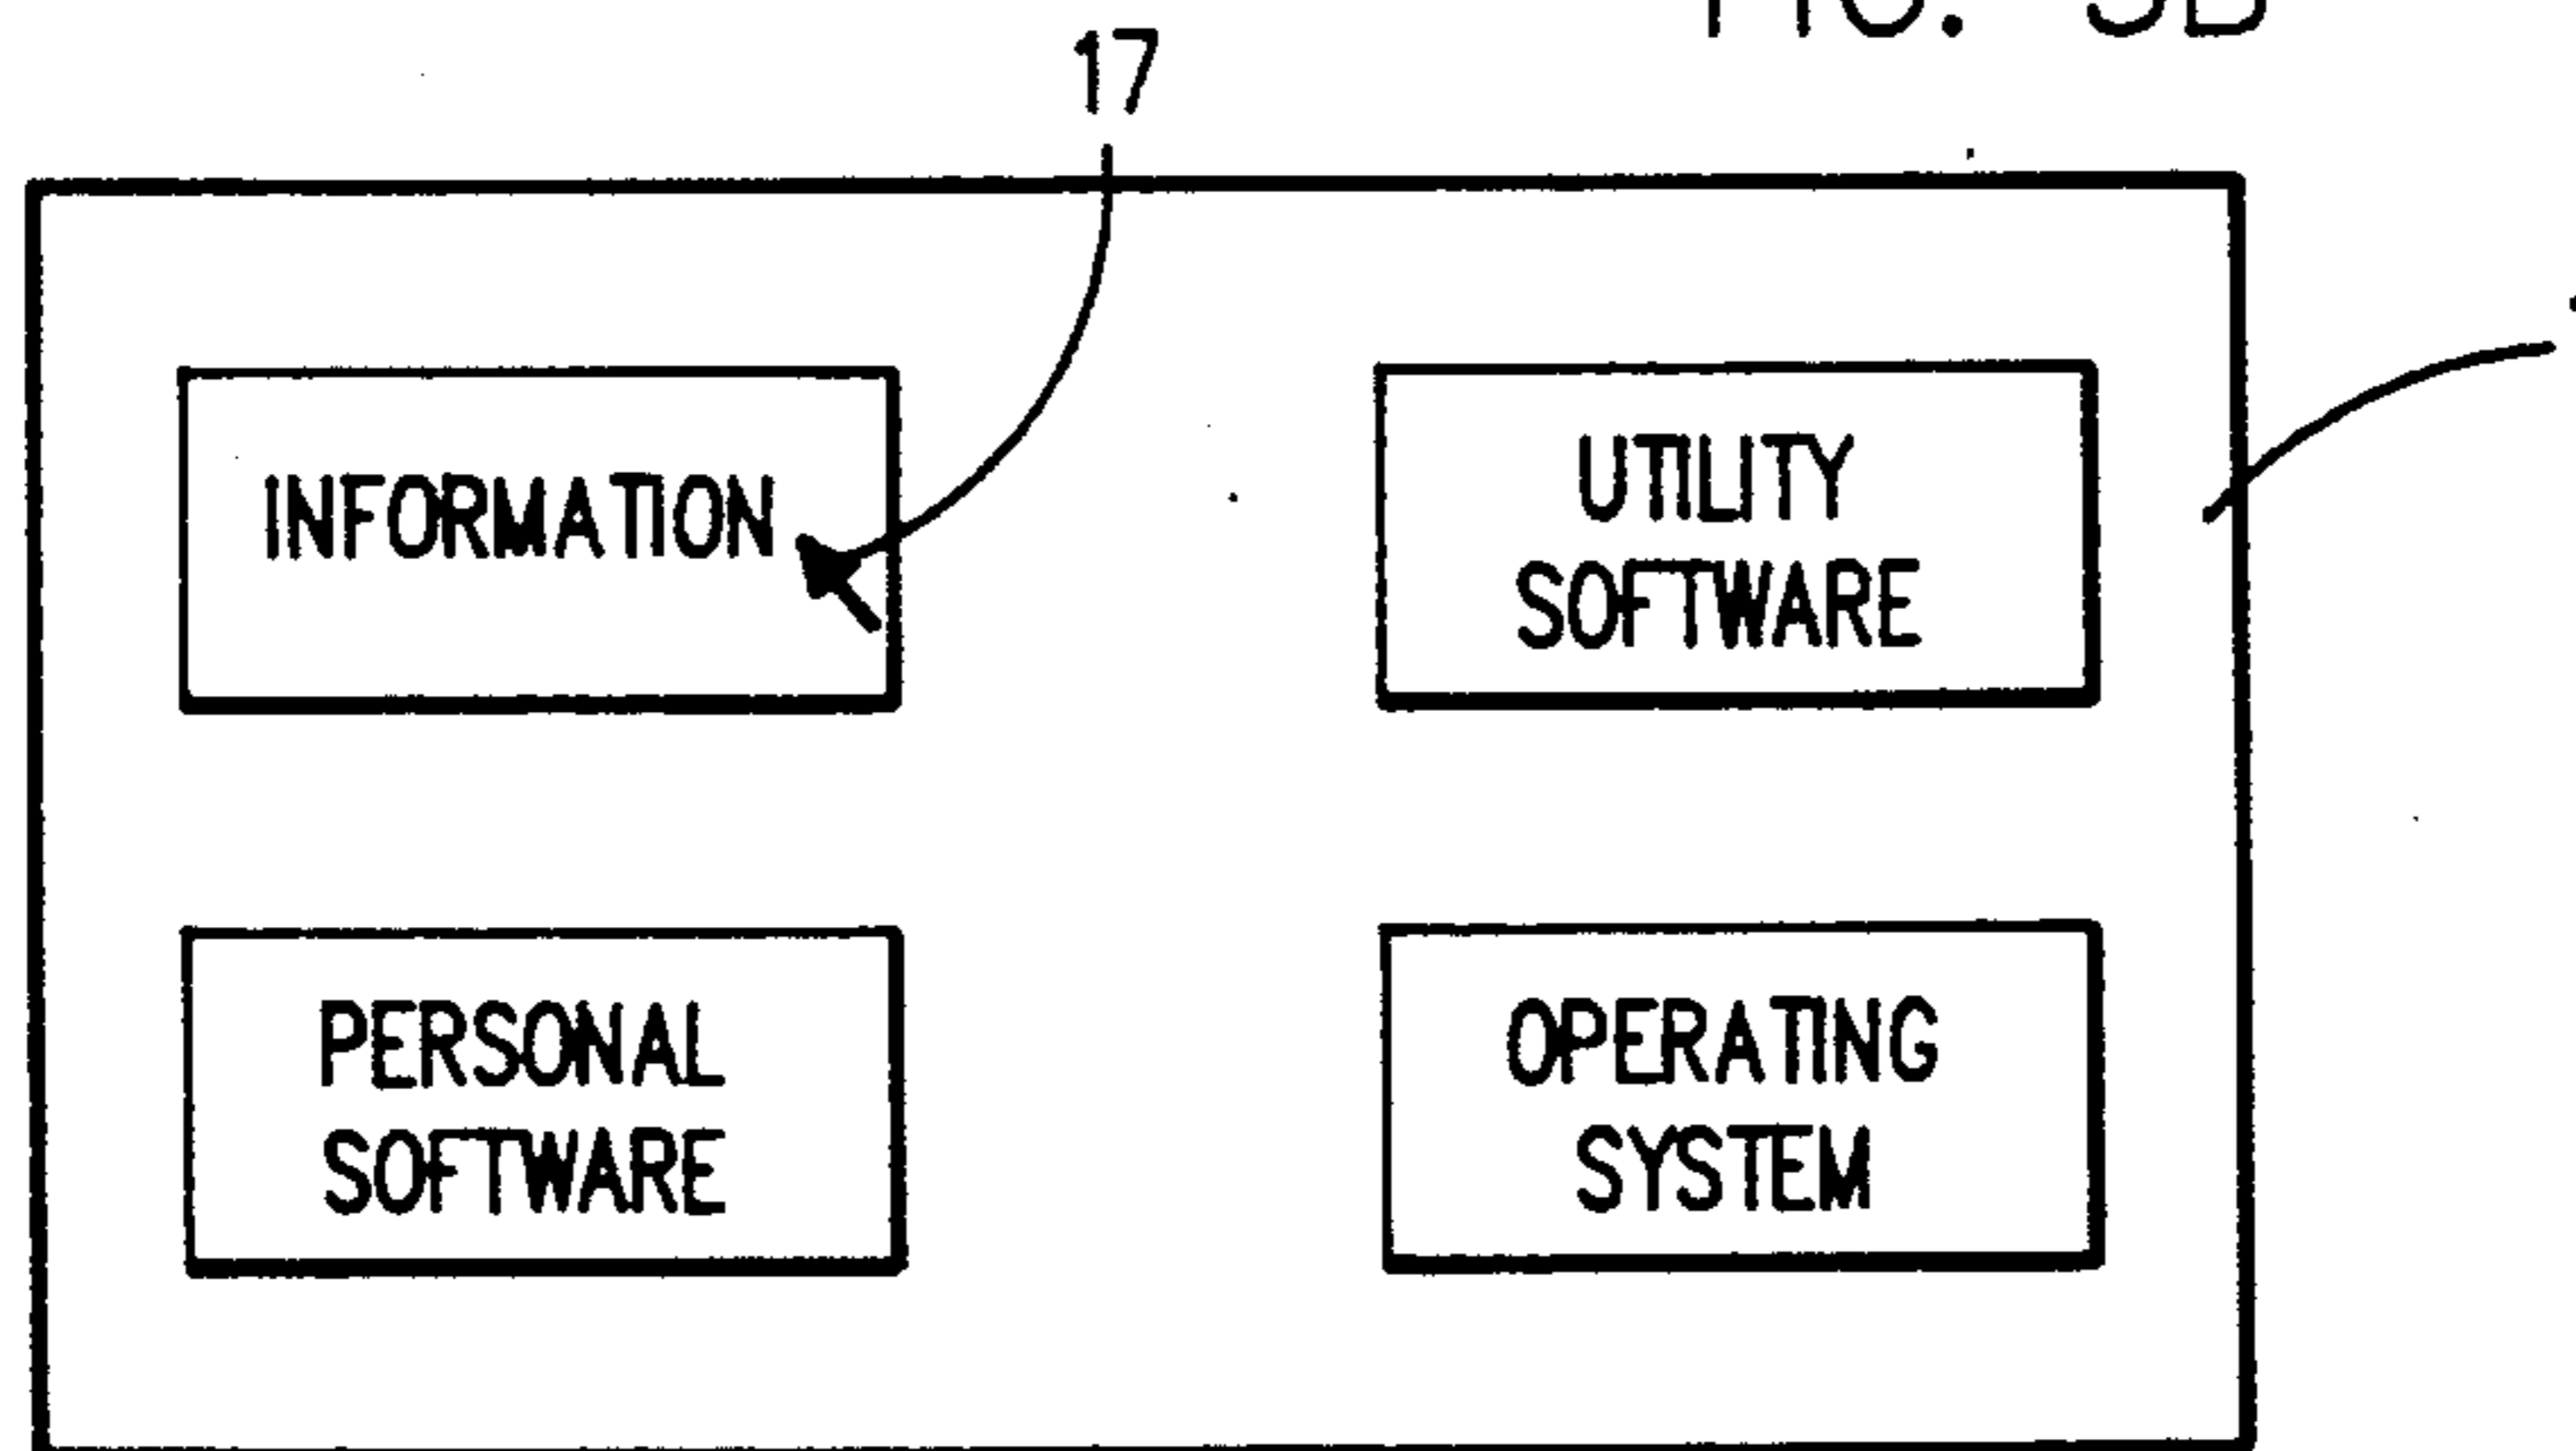 17
INFORMATION
UTILITY
SOFTWARE
PERSONAL
SOFTWARE
OPERATING
SYSTEM